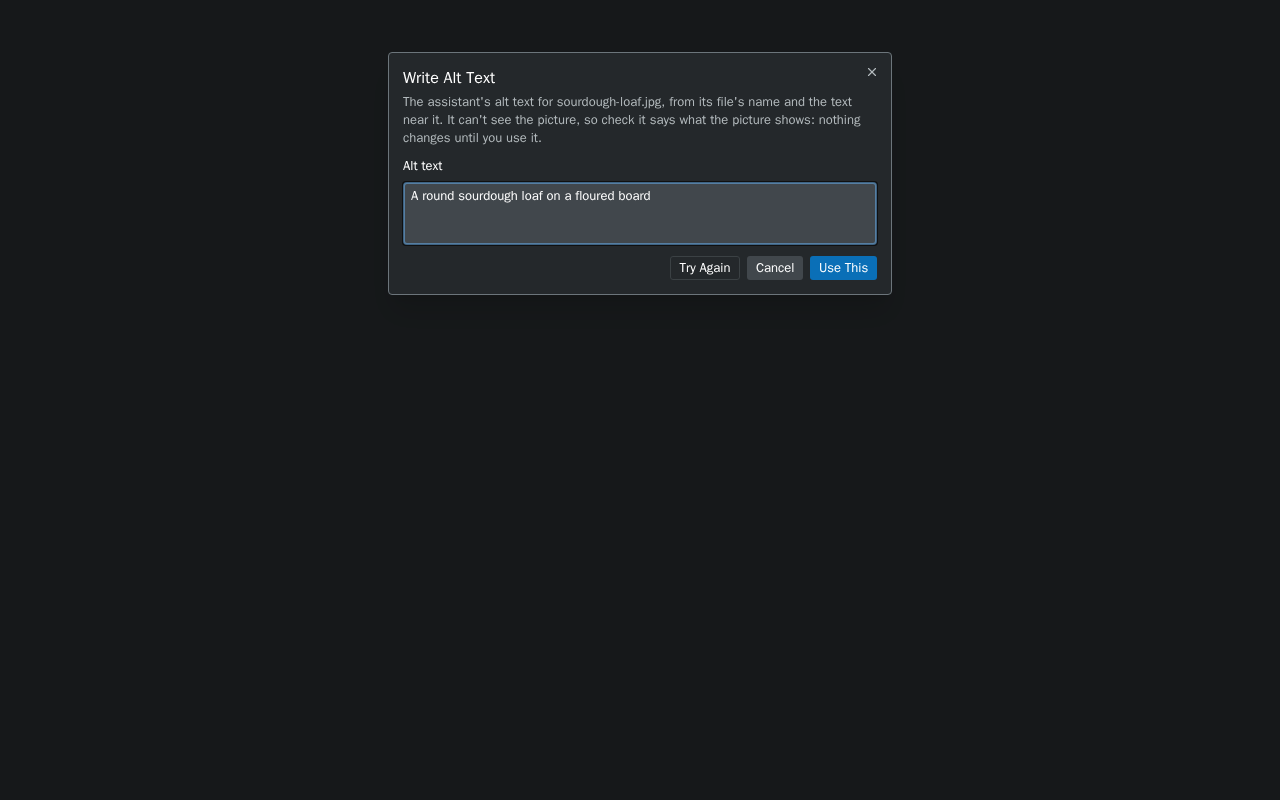 Write Alt Text
The assistant's alt text for sourdough-loaf.jpg, from its file's name and the text
near it. It can't see the picture, so check it says what the picture shows: nothing
changes until you use it.
Alt text
A round sourdough loaf on a floured board
Try Again
Cancel
Use This